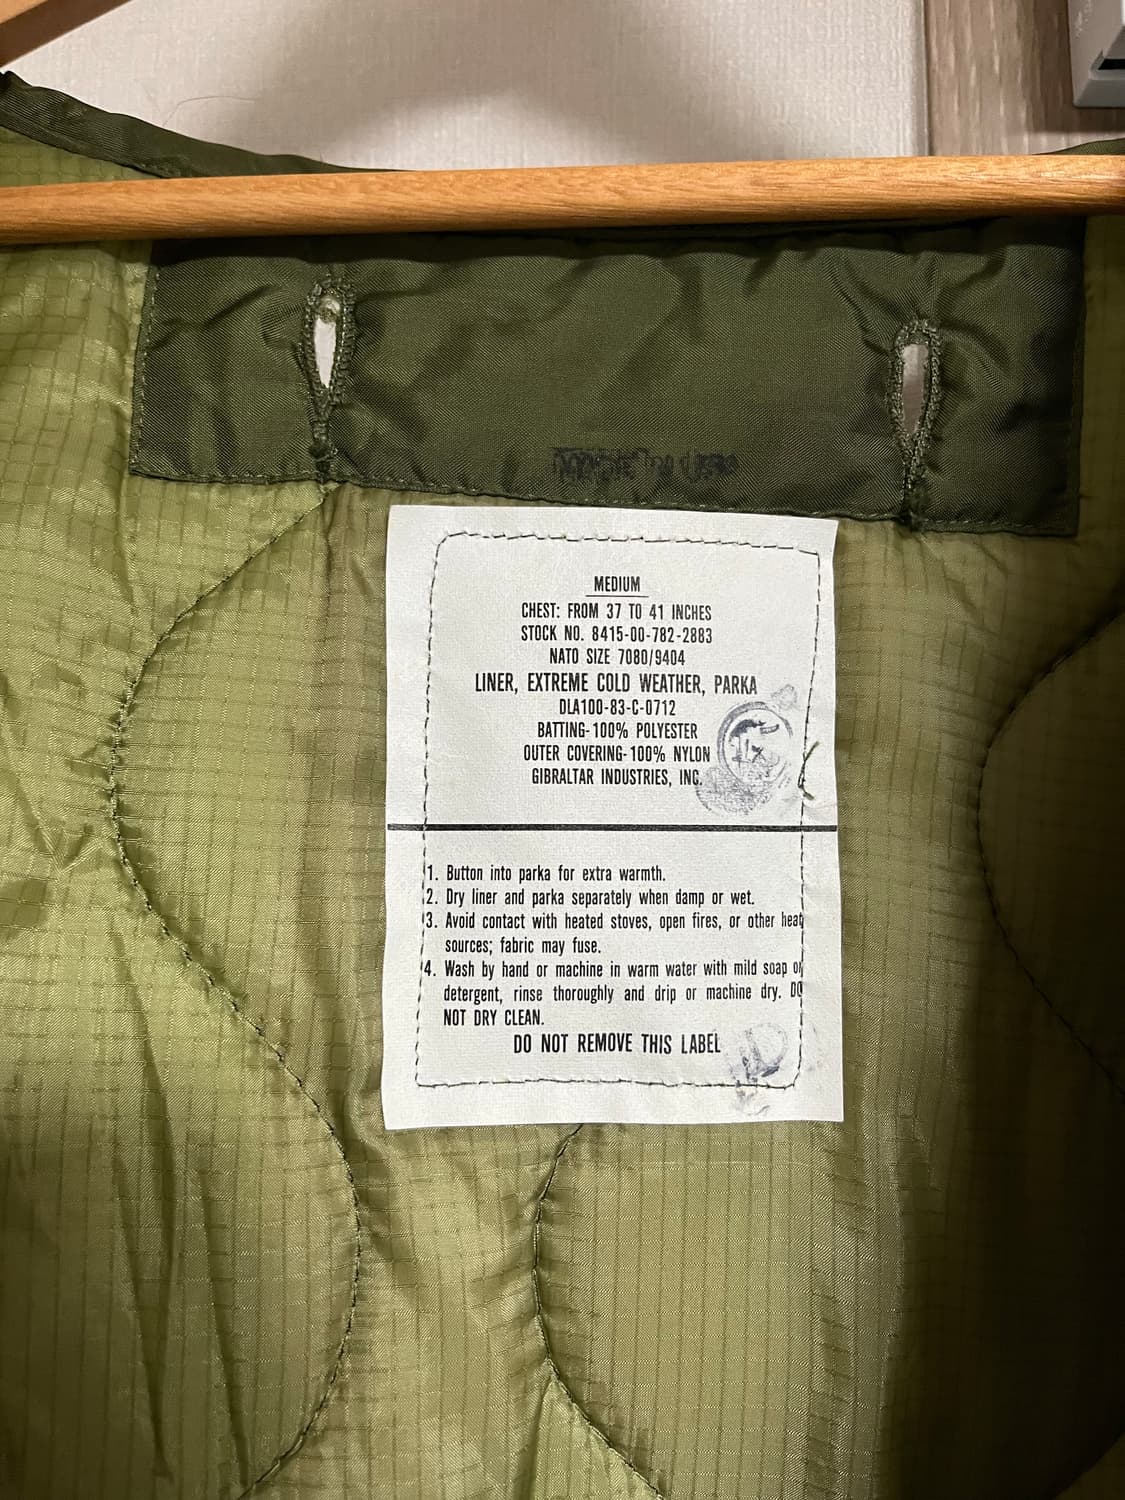 MADE IN USA
MEDIUM
CHEST: FROM 37 TO 41 INCHES
STOCK NO. 8415-00-782-2883
NATO SIZE 7080/9404
LINER, EXTREME COLD WEATHER, PARKA
DLA100-83-C-0712
BATTING-100% POLYESTER
OUTER COVERING-100% NYLON
GIBRALTAR INDUSTRIES, INC.
1. Button into parka for extra warmth.
2. Dry liner and parka separately when damp or wet.
3. Avoid contact with heated stoves, open fires, or other heat
sources; fabric may fuse.
4. Wash by hand or machine in warm water with mild soap or
detergent, rinse thoroughly and drip or machine dry. DO
NOT DRY CLEAN.
DO NOT REMOVE THIS LABEL